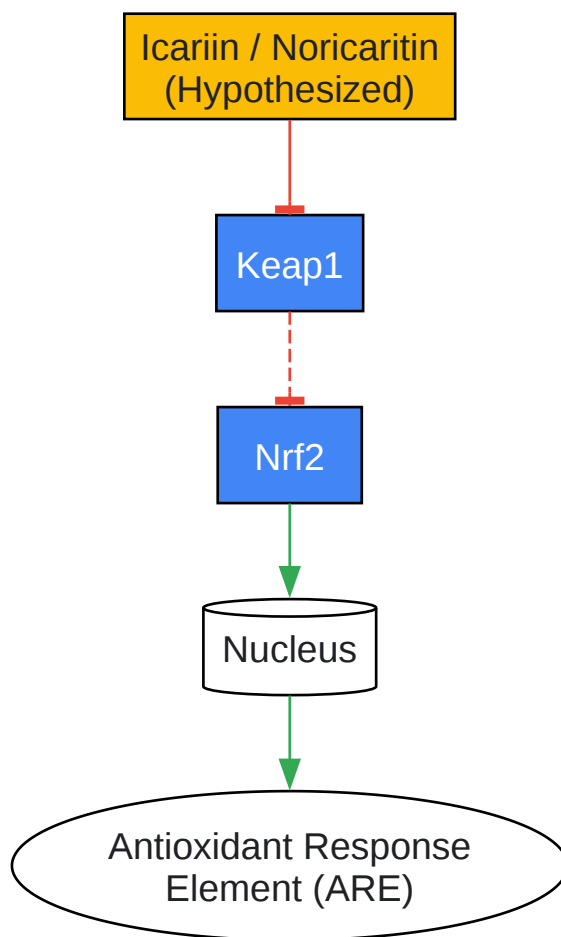 Icariin / Noricaritin
(Hypothesized)
Keap1
Nrf2
Nucleus
Antioxidant Response
Element (ARE)